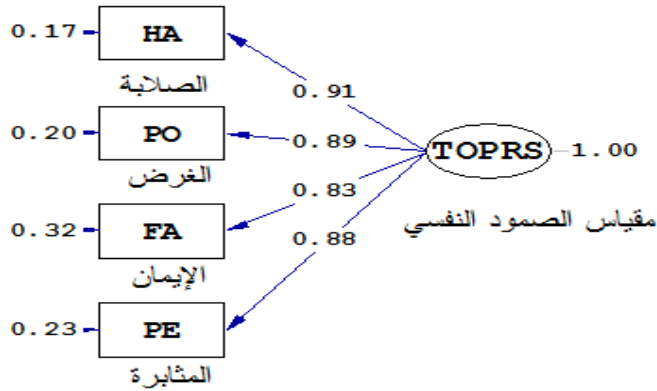 0.17 HA
الصلابة
0.91
0.20 PO 0.89 TOPRS 1.00
الغرض
0.83
0.32 FA مقياس الصمود النفسي
0.88
الإيمان
0.23 PE
المثابرة